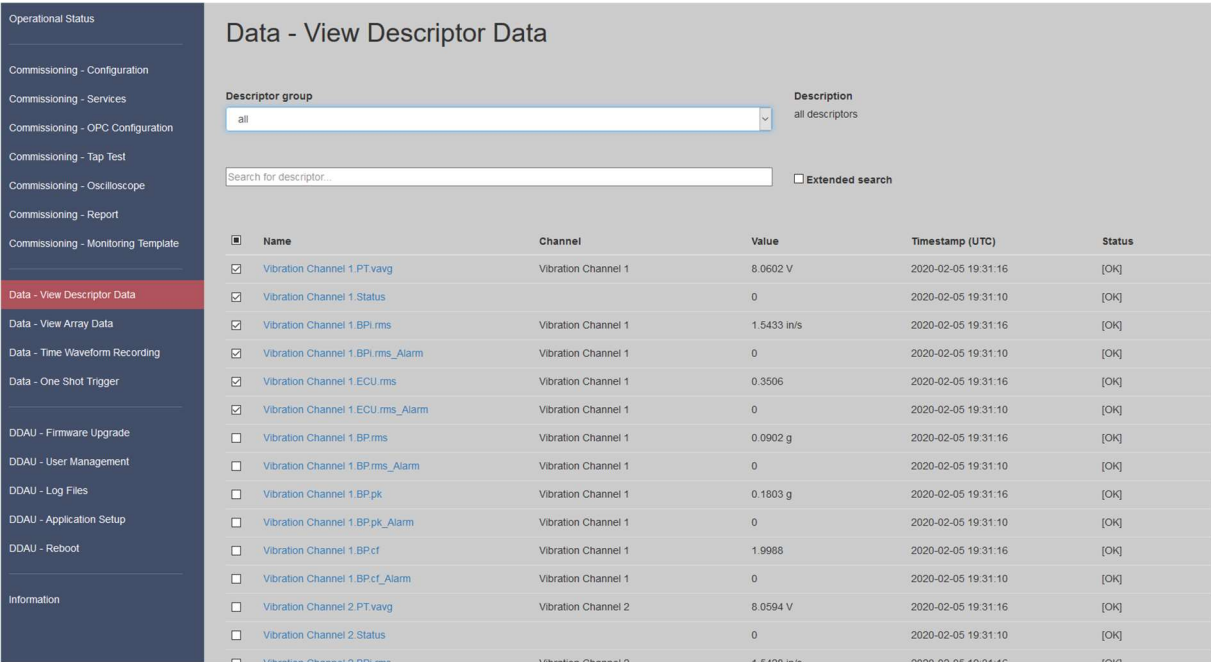 Operational Status
Commissioning - Configuration
Commissioning - Services
Commissioning - OPC Configuration
Commissioning - Tap Test
Commissioning - Oscilloscope
Commissioning - Report
Commissioning - Monitoring Template
Data - View Descriptor Data
Data - View Array Data
Data - Time Waveform Recording
Data - One Shot Trigger
DDAU - Firmware Upgrade
DDAU - User Management
DDAU - Log Files
DDAU - Application Setup
DDAU - Reboot
Information
Data - View Descriptor Data
Descriptor group Description
all all descriptors
Search for descriptor... Extended search
Name Channel Value Timestamp (UTC) Status
Vibration Channel 1.PT.vavg Vibration Channel 1 8.0602 V 2020-02-05 19:31:16 [OK]
Vibration Channel 1.Status 0 2020-02-05 19:31:10 [OK]
Vibration Channel 1.BPi.rms Vibration Channel 1 1.5433 in/s 2020-02-05 19:31:16 [OK]
Vibration Channel 1.BPi.rms_Alarm Vibration Channel 1 0 2020-02-05 19:31:10 [OK]
Vibration Channel 1.ECU.rms Vibration Channel 1 0.3506 2020-02-05 19:31:16 [OK]
Vibration Channel 1.ECU.rms_Alarm Vibration Channel 1 0 2020-02-05 19:31:10 [OK]
Vibration Channel 1.BP.rms Vibration Channel 1 0.0902 g 2020-02-05 19:31:16 [OK]
Vibration Channel 1.BP.rms_Alarm Vibration Channel 1 0 2020-02-05 19:31:10 [OK]
Vibration Channel 1.BP.pk Vibration Channel 1 0.1803 g 2020-02-05 19:31:16 [OK]
Vibration Channel 1.BP.pk_Alarm Vibration Channel 1 0 2020-02-05 19:31:10 [OK]
Vibration Channel 1.BP.cf Vibration Channel 1 1.9988 2020-02-05 19:31:16 [OK]
Vibration Channel 1.BP.cf_Alarm Vibration Channel 1 0 2020-02-05 19:31:10 [OK]
Vibration Channel 2.PT.vavg Vibration Channel 2 8.0594 V 2020-02-05 19:31:16 [OK]
Vibration Channel 2.Status 0 2020-02-05 19:31:10 [OK]